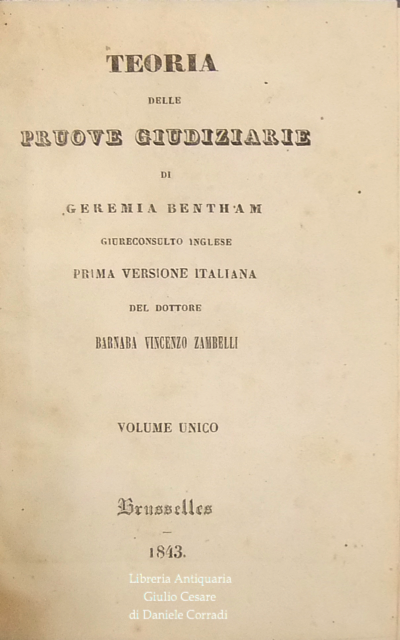 TEORIA
DELLE
PRUOVE GIUDIZIARIE
DI
GEREMIA BENTHAM
GIURECONSULTO INGLESE
PRIMA VERSIONE ITALIANA
DEL DOTTORE
BARNABA VINCENZO ZAMBELLI
VOLUME UNICO
Brusselles
1843.
Libreria Antiquaria
Giulio Cesare
di Daniele Corradi